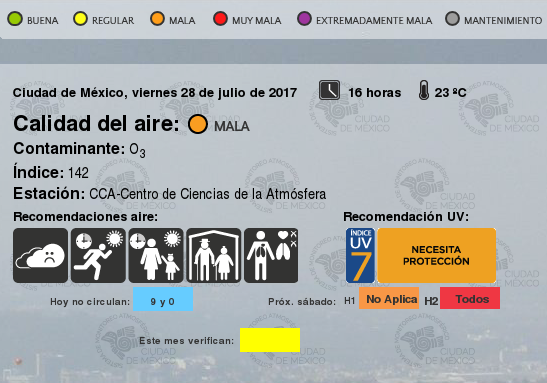 BUENA REGULAR MALA MUY MALA EXTREMADAMENTE MALA MANTENIMIENTO
Ciudad de México, viernes 28 de julio de 2017 16 horas 23 ºC
Calidad del aire: MALA
Contaminante: O3
Índice: 142
Estación: CCA-Centro de Ciencias de la Atmósfera
Recomendaciones aire: Recomendación UV:
ÍNDICE
UV
7
NECESITA
PROTECCIÓN
Hoy no circulan: 9 y 0 Próx. sábado: H1 No Aplica H2 Todos
Este mes verifican:
CIUDAD
DE MÉXICO